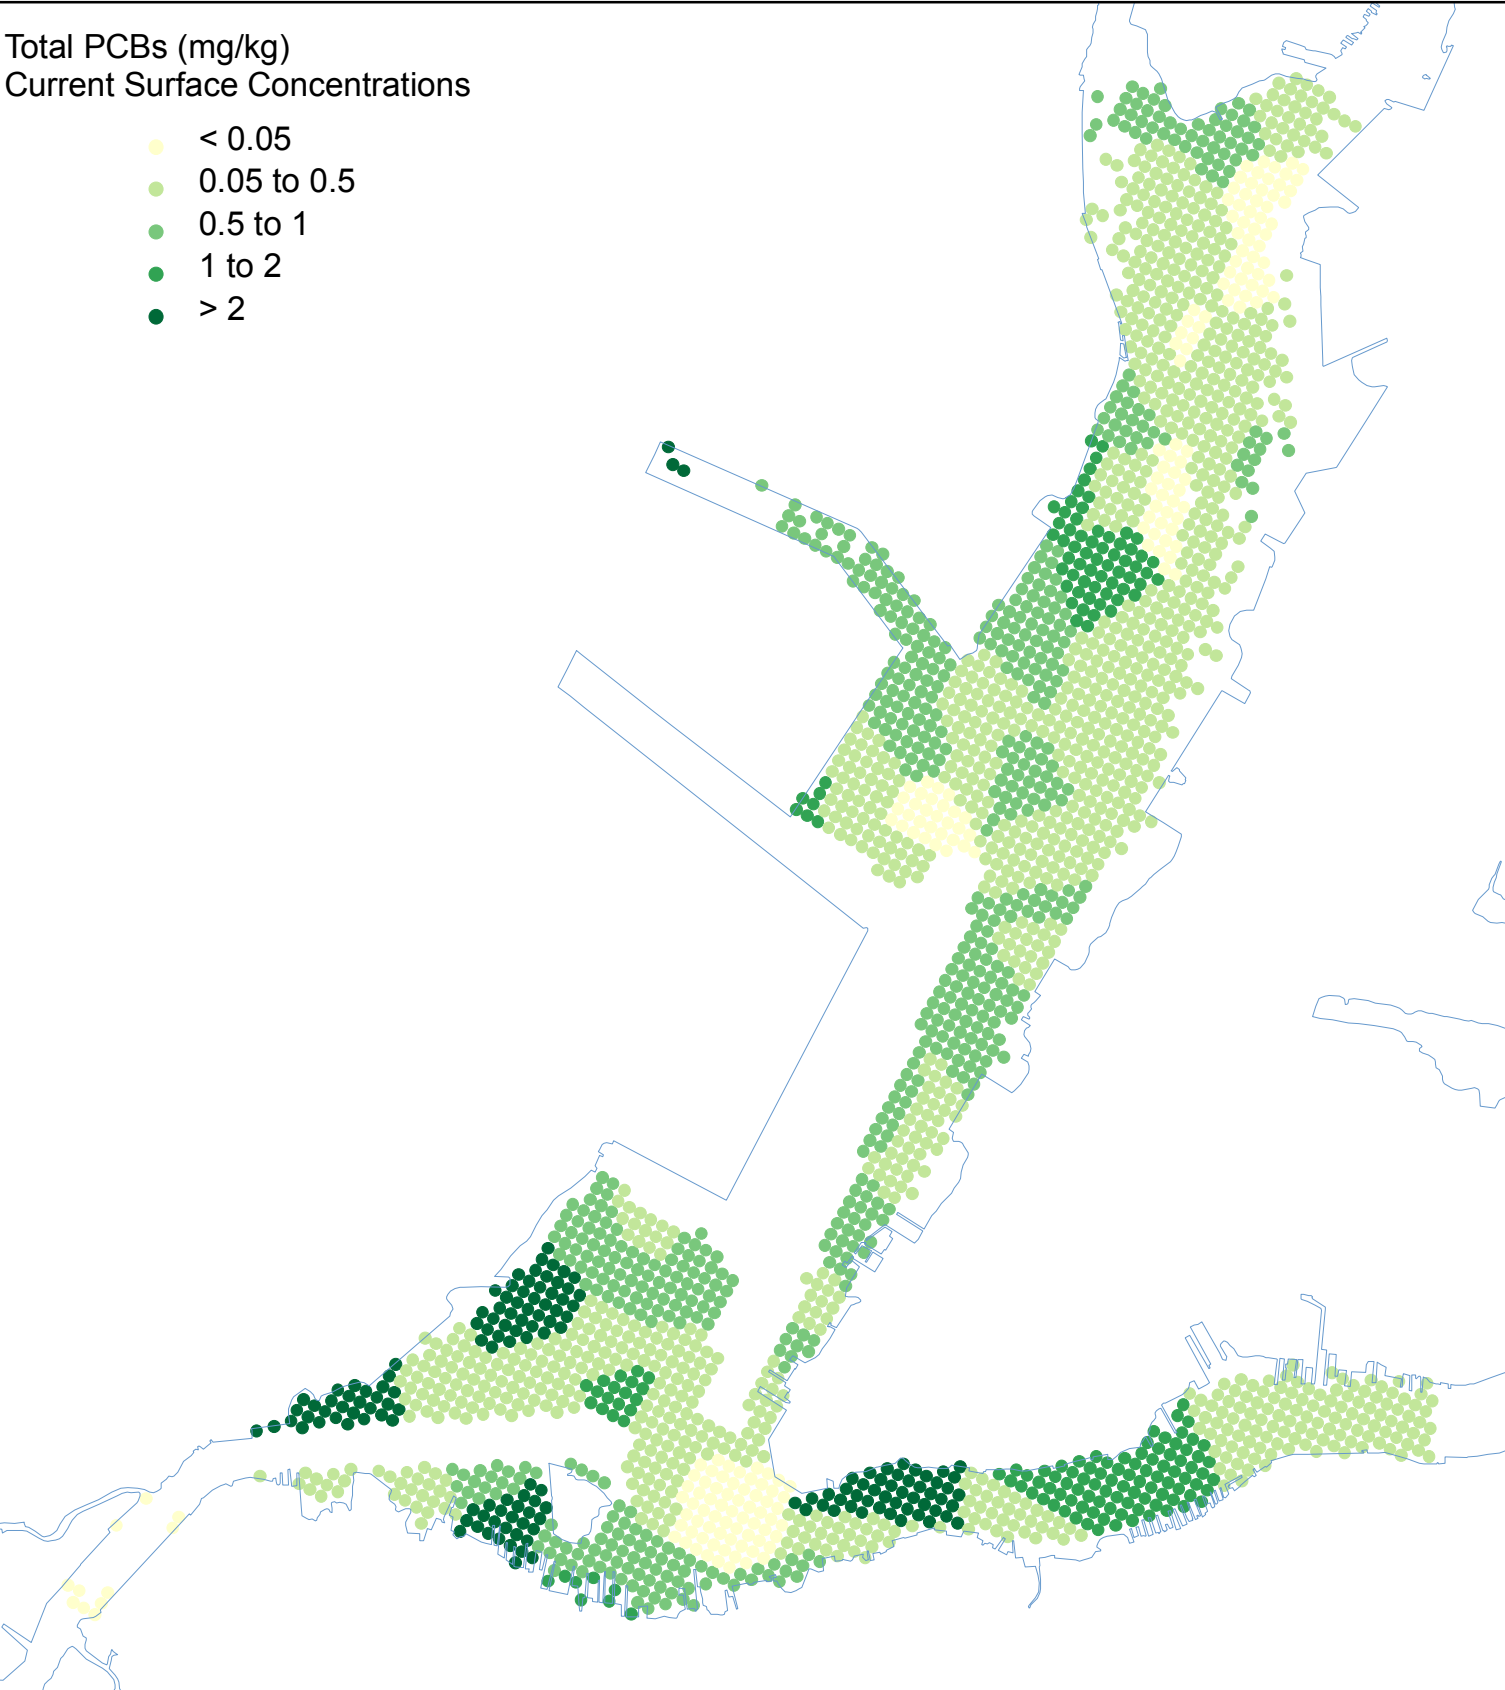 Total PCBs (mg/kg)
Current Surface Concentrations
< 0.05
0.05 to 0.5
0.5 to 1
1 to 2
> 2